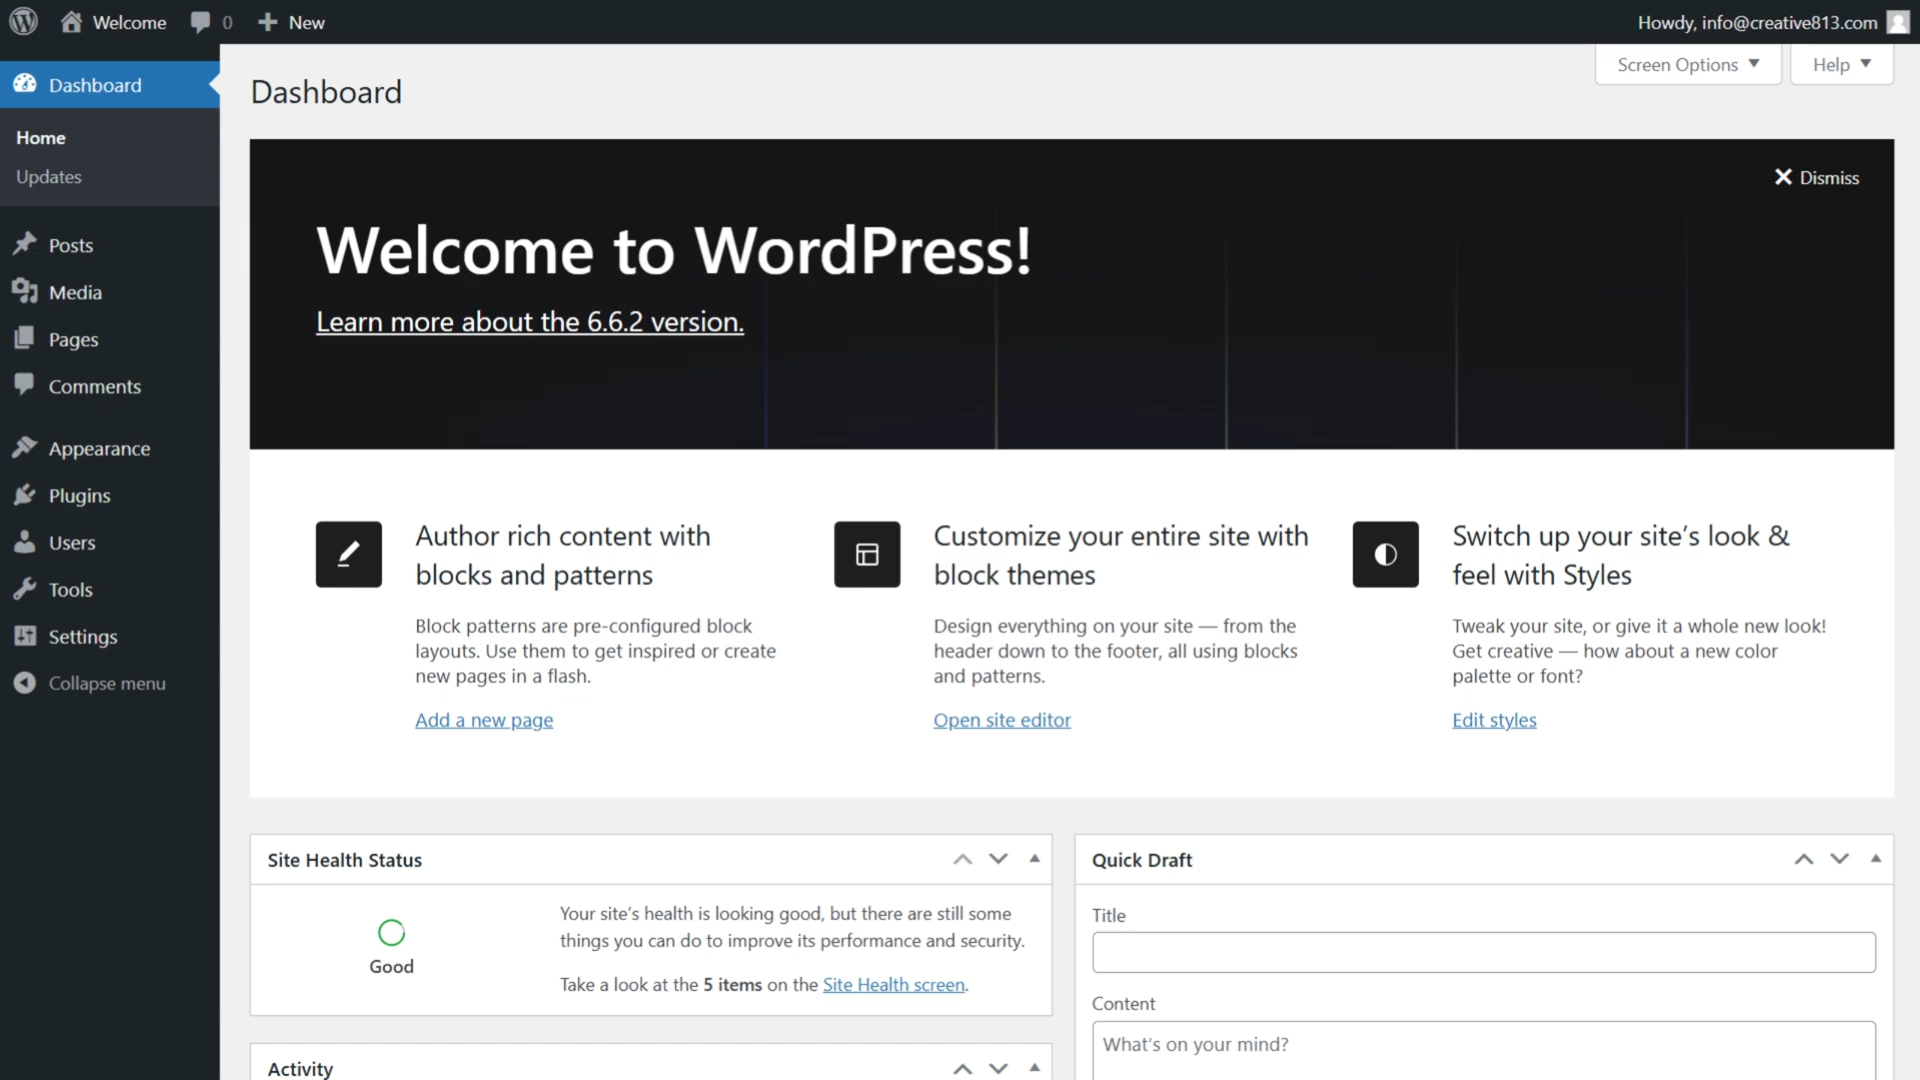 Welcome
0
New
Howdy, info@creative813.com
Dashboard
Home
Updates
Posts
Media
Pages
Comments
Appearance
Plugins
Users
Tools
Settings
Collapse menu
Screen Options
Help
Dashboard
Dismiss
Welcome to WordPress!
Learn more about the 6.6.2 version.
Author rich content with
blocks and patterns
Block patterns are pre-configured block
layouts. Use them to get inspired or create
new pages in a flash.
Add a new page
Customize your entire site with
block themes
Design everything on your site — from the
header down to the footer, all using blocks
and patterns.
Open site editor
Switch up your site’s look &
feel with Styles
Tweak your site, or give it a whole new look!
Get creative — how about a new color
palette or font?
Edit styles
Site Health Status
Good
Your site’s health is looking good, but there are still some
things you can do to improve its performance and security.
Take a look at the 5 items on the Site Health screen.
Activity
Quick Draft
Title
Content
What’s on your mind?